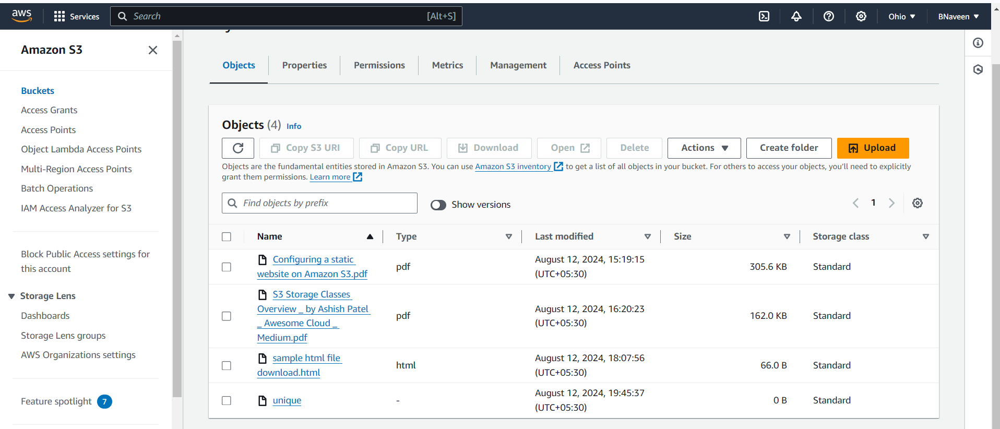 aws
Services
Search
[Alt+S]
Ohio ▼
BNaveen ▼
Amazon S3
Buckets
Access Grants
Access Points
Object Lambda Access Points
Multi-Region Access Points
Batch Operations
IAM Access Analyzer for S3
Block Public Access settings for
this account
Storage Lens
Dashboards
Storage Lens groups
AWS Organizations settings
Feature spotlight 7
Objects
Properties
Permissions
Metrics
Management
Access Points
Objects (4) Info
Copy S3 URI
Copy URL
Download
Open
Delete
Actions ▼
Create folder
Upload
Objects are the fundamental entities stored in Amazon S3. You can use Amazon S3 inventory to get a list of all objects in your bucket. For others to access your objects, you'll need to explicitly
grant them permissions. Learn more
Find objects by prefix
Show versions
1
Name
Type
Last modified
Size
Storage class
Configuring a static
website on Amazon S3.pdf
pdf
August 12, 2024, 15:19:15
(UTC+05:30)
305.6 KB
Standard
S3 Storage Classes
Overview _ by Ashish Patel
_ Awesome Cloud _
Medium.pdf
pdf
August 12, 2024, 16:20:23
(UTC+05:30)
162.0 KB
Standard
sample html file
download.html
html
August 12, 2024, 18:07:56
(UTC+05:30)
66.0 B
Standard
unique
-
August 12, 2024, 19:45:37
(UTC+05:30)
0 B
Standard